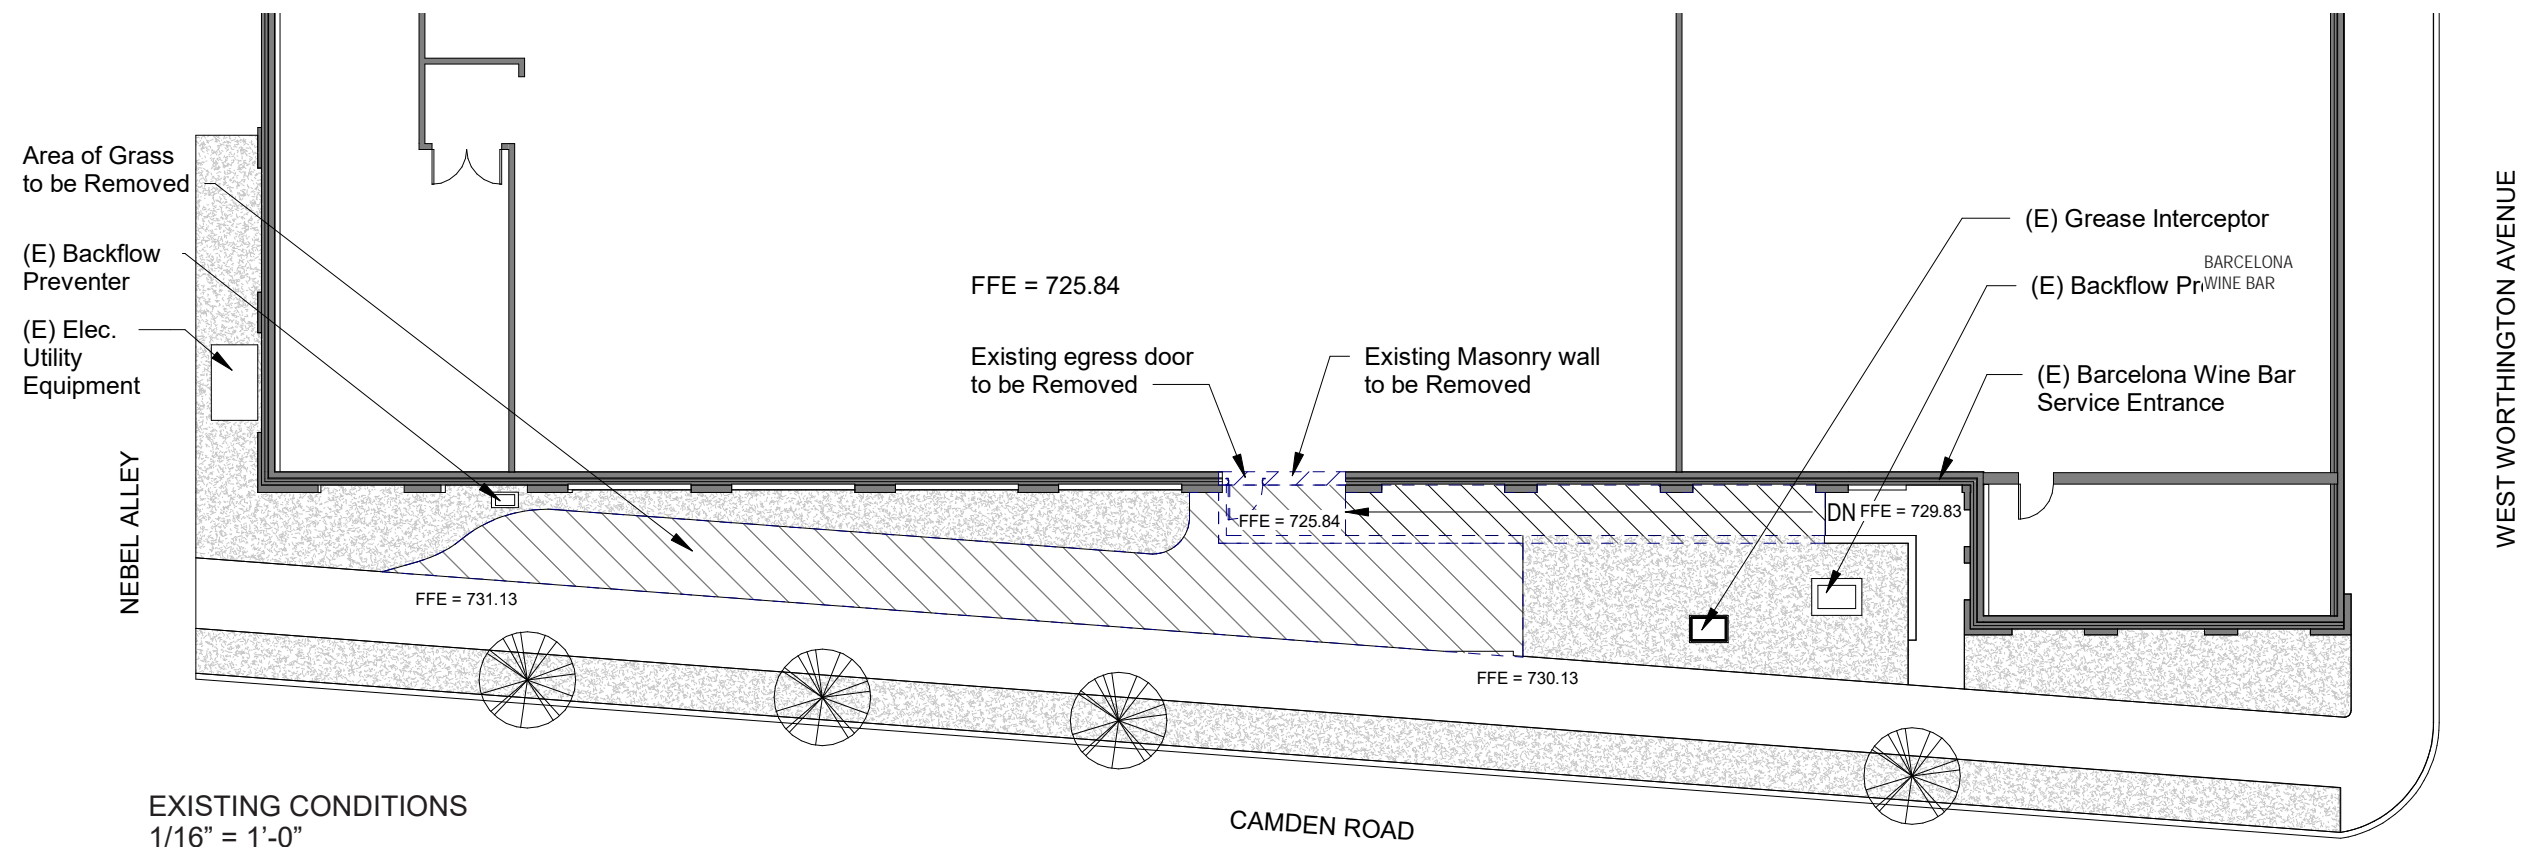 Area of Grass
to be Removed
(E) Backflow
Preventer
(E) Elec.
Utility
Equipment
NEBEL ALLEY
FFE = 725.84
Existing egress door
to be Removed
Existing Masonry wall
to be Removed
(E) Grease Interceptor
BARCELONA
WINE BAR
(E) Backflow Pr
(E) Barcelona Wine Bar
Service Entrance
WEST WORTHINGTON AVENUE
FFE = 725.84
DN
FFE = 729.83
FFE = 731.13
FFE = 730.13
EXISTING CONDITIONS
1/16” = 1’-0”
CAMDEN ROAD